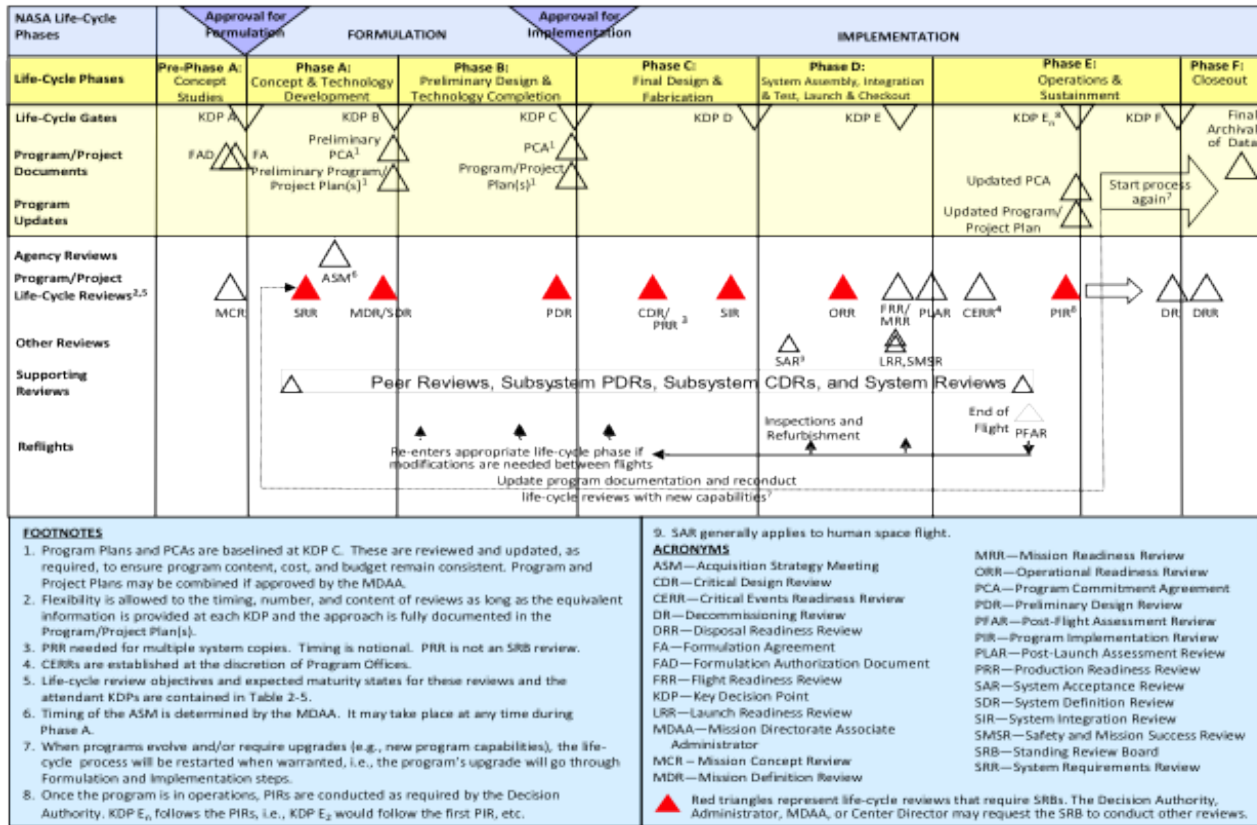 NASA Life-Cycle Phases
Approval for Formulation
FORMULATION
Approval for Implementation
IMPLEMENTATION
Life-Cycle Phases
Pre-Phase A: Concept Studies
Phase A: Concept & Technology Development
Phase B: Preliminary Design & Technology Completion
Phase C: Final Design & Fabrication
Phase D: System Assembly, Integration & Test, Launch & Checkout
Phase E: Operations & Sustainment
Phase F: Closeout
Life-Cycle Gates
KDP A
KDP B
KDP C
KDP D
KDP E
KDP Eₙ⁸
KDP F
Final Archival of Data
Program/Project Documents
FAD
FA
Preliminary PCA¹
Preliminary Program/Project Plan(s)¹
PCA¹
Program/Project Plan(s)¹
Program Updates
Updated PCA
Updated Program/Project Plan
Start process again⁷
Agency Reviews
ASM⁶
Program/Project Life-Cycle Reviews²,⁵
MCR
SRR
MDR/SDR
PDR
CDR/PRR ³
SIR
ORR
FRR/MRR
PLAR
CERR⁴
PIR⁸
DR
DRR
Other Reviews
SAR⁹
LRR, SMSR
Supporting Reviews
Peer Reviews, Subsystem PDRs, Subsystem CDRs, and System Reviews
Reflights
Re-enters appropriate life-cycle phase if modifications are needed between flights
Inspections and Refurbishment
End of Flight
PFAR
Update program documentation and reconduct life-cycle reviews with new capabilities⁷
FOOTNOTES
1. Program Plans and PCAs are baselined at KDP C. These are reviewed and updated, as
required, to ensure program content, cost, and budget remain consistent. Program and
Project Plans may be combined if approved by the MDAA.
2. Flexibility is allowed to the timing, number, and content of reviews as long as the equivalent
information is provided at each KDP and the approach is fully documented in the
Program/Project Plan(s).
3. PRR needed for multiple system copies. Timing is notional. PRR is not an SRB review.
4. CERRs are established at the discretion of Program Offices.
5. Life-cycle review objectives and expected maturity states for these reviews and the
attendant KDPs are contained in Table 2-5.
6. Timing of the ASM is determined by the MDAA. It may take place at any time during
Phase A.
7. When programs evolve and/or require upgrades (e.g., new program capabilities), the life-
cycle process will be restarted when warranted, i.e., the program's upgrade will go through
Formulation and Implementation steps.
8. Once the program is in operations, PIRs are conducted as required by the Decision
Authority. KDP Eₙ follows the PIRs, i.e., KDP E₂ would follow the first PIR, etc.
9. SAR generally applies to human space flight.
ACRONYMS
ASM—Acquisition Strategy Meeting
CDR—Critical Design Review
CERR—Critical Events Readiness Review
DR—Decommissioning Review
DRR—Disposal Readiness Review
FA—Formulation Agreement
FAD—Formulation Authorization Document
FRR—Flight Readiness Review
KDP—Key Decision Point
LRR—Launch Readiness Review
MDAA—Mission Directorate Associate
Administrator
MCR – Mission Concept Review
MDR—Mission Definition Review
MRR—Mission Readiness Review
ORR—Operational Readiness Review
PCA—Program Commitment Agreement
PDR—Preliminary Design Review
PFAR—Post-Flight Assessment Review
PIR—Program Implementation Review
PLAR—Post-Launch Assessment Review
PRR—Production Readiness Review
SAR—System Acceptance Review
SDR—System Definition Review
SIR—System Integration Review
SMSR—Safety and Mission Success Review
SRB—Standing Review Board
SRR—System Requirements Review
Red triangles represent life-cycle reviews that require SRBs. The Decision Authority,
Administrator, MDAA, or Center Director may request the SRB to conduct other reviews.